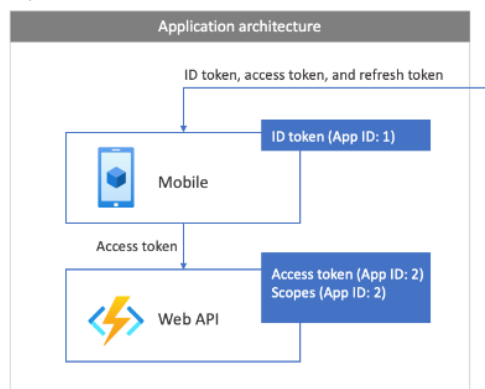 Application architecture
ID token, access token, and refresh token
ID token (App ID: 1)
Mobile
Access token
Access token (App ID: 2)
Scopes (App ID: 2)
Web API